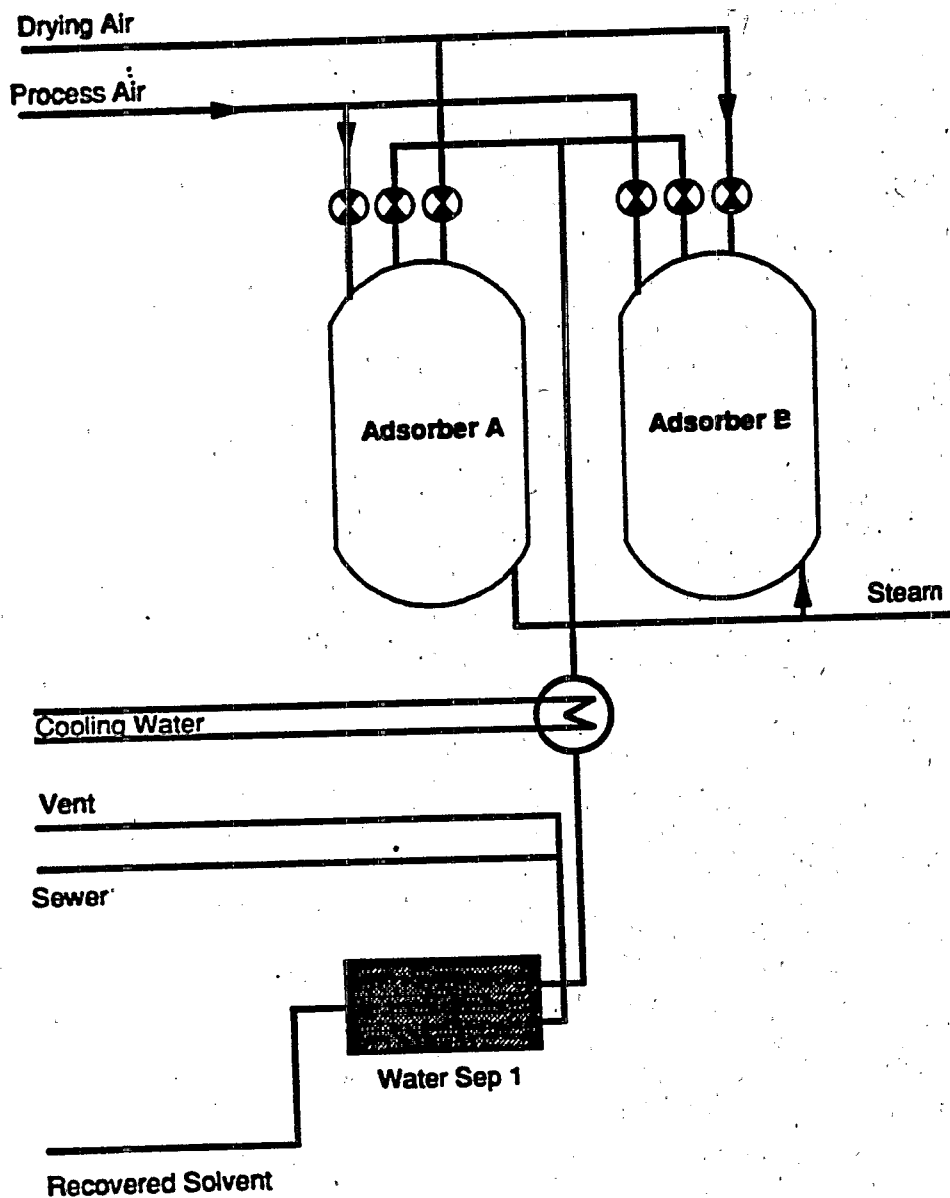 Drying Air
Process Air
Adsorber A
Adsorber B
Steam
Cooling Water
Vent
Sewer
Water Sep 1
Recovered Solvent